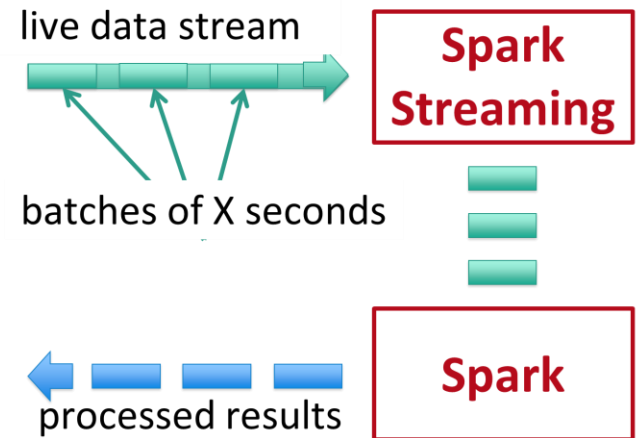 live data stream
Spark
Streaming
batches of X seconds
Spark
processed results